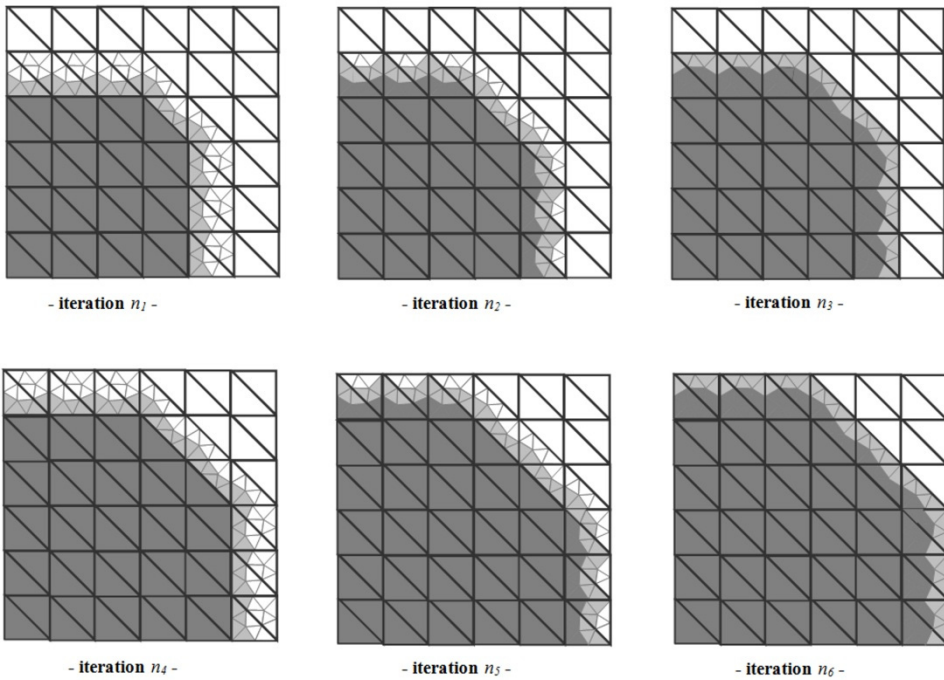 - iteration n₁ -
- iteration n₂ -
- iteration n₃ -
- iteration n₄ -
- iteration n₅ -
- iteration n₆ -